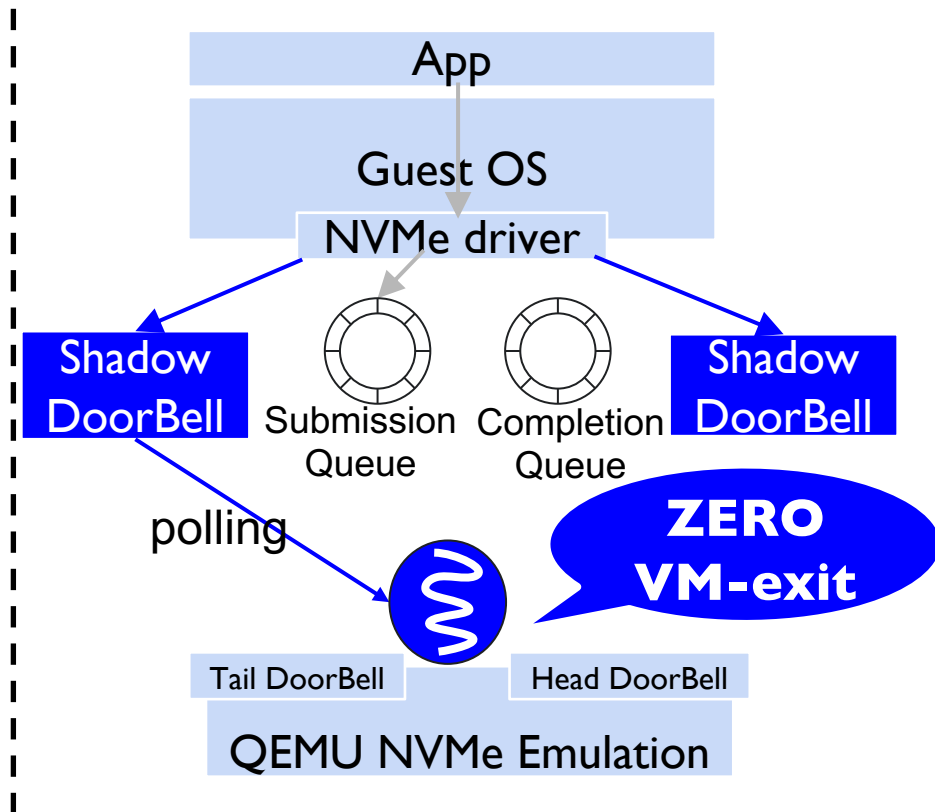 App
Guest OS
NVMe driver
Shadow
DoorBell
Submission
Queue
Completion
Queue
Shadow
DoorBell
polling
ZERO
VM-exit
Tail DoorBell
Head DoorBell
QEMU NVMe Emulation